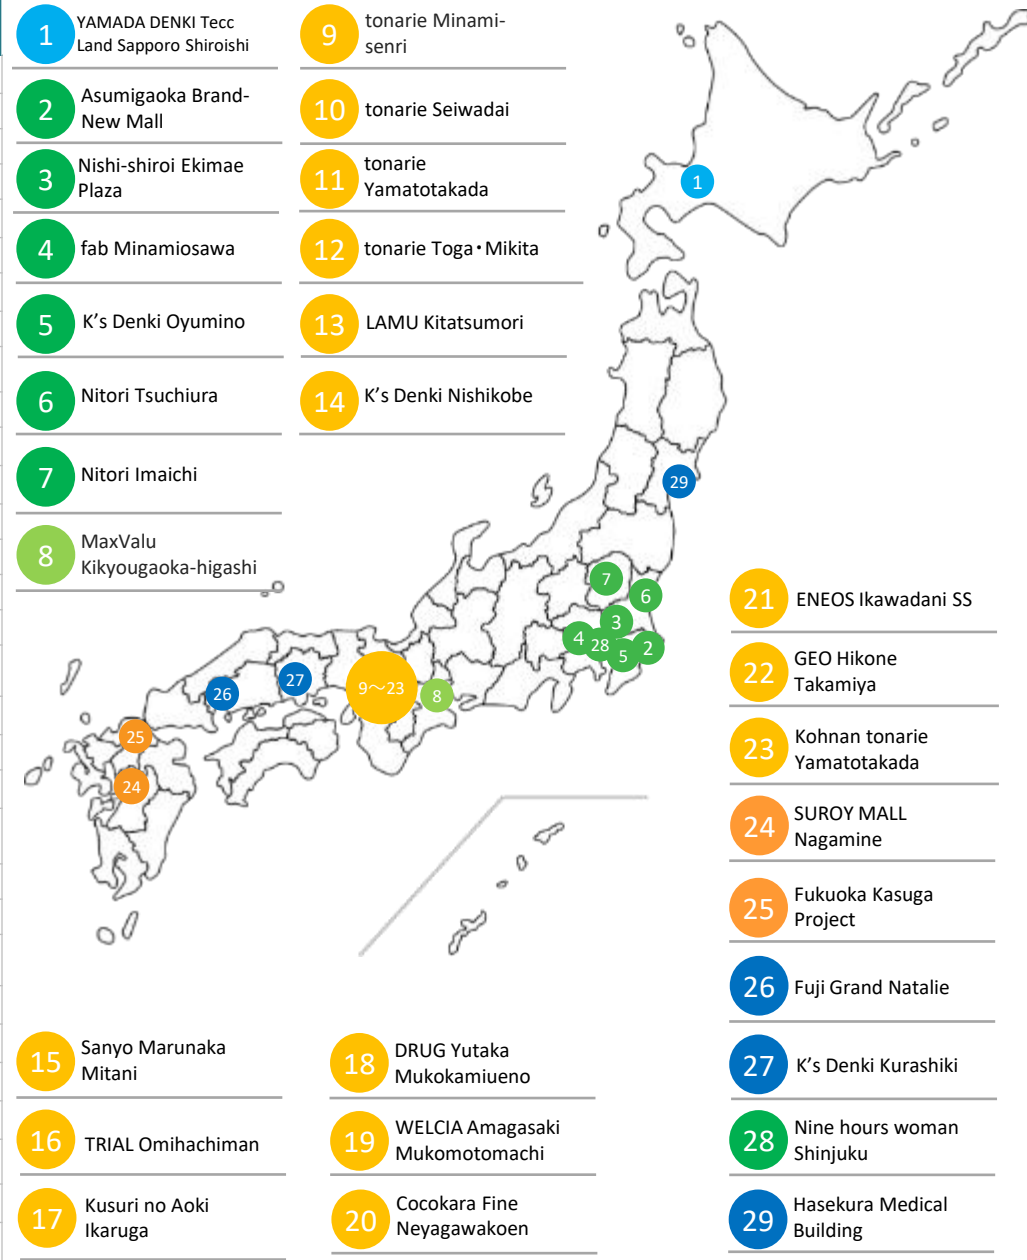 1
YAMADA DENKI Tecc
Land Sapporo Shiroishi
2
Asumigaoka Brand-
New Mall
3
Nishi-shiroi Ekimae
Plaza
4
fab Minamiosawa
5
K’s Denki Oyumino
6
Nitori Tsuchiura
7
Nitori Imaichi
8
MaxValu
Kikyougaoka-higashi
9
tonarie Minami-
senri
10
tonarie Seiwadai
11
tonarie
Yamatotakada
12
tonarie Toga・Mikita
13
LAMU Kitatsumori
14
K’s Denki Nishikobe
1
29
7
6
3
4
28
5
2
27
26
9～23
8
25
24
21
ENEOS Ikawadani SS
22
GEO Hikone
Takamiya
23
Kohnan tonarie
Yamatotakada
24
SUROY MALL
Nagamine
25
Fukuoka Kasuga
Project
26
Fuji Grand Natalie
27
K’s Denki Kurashiki
28
Nine hours woman
Shinjuku
29
Hasekura Medical
Building
15
Sanyo Marunaka
Mitani
16
TRIAL Omihachiman
17
Kusuri no Aoki
Ikaruga
18
DRUG Yutaka
Mukokamiueno
19
WELCIA Amagasaki
Mukomotomachi
20
Cocokara Fine
Neyagawakoen